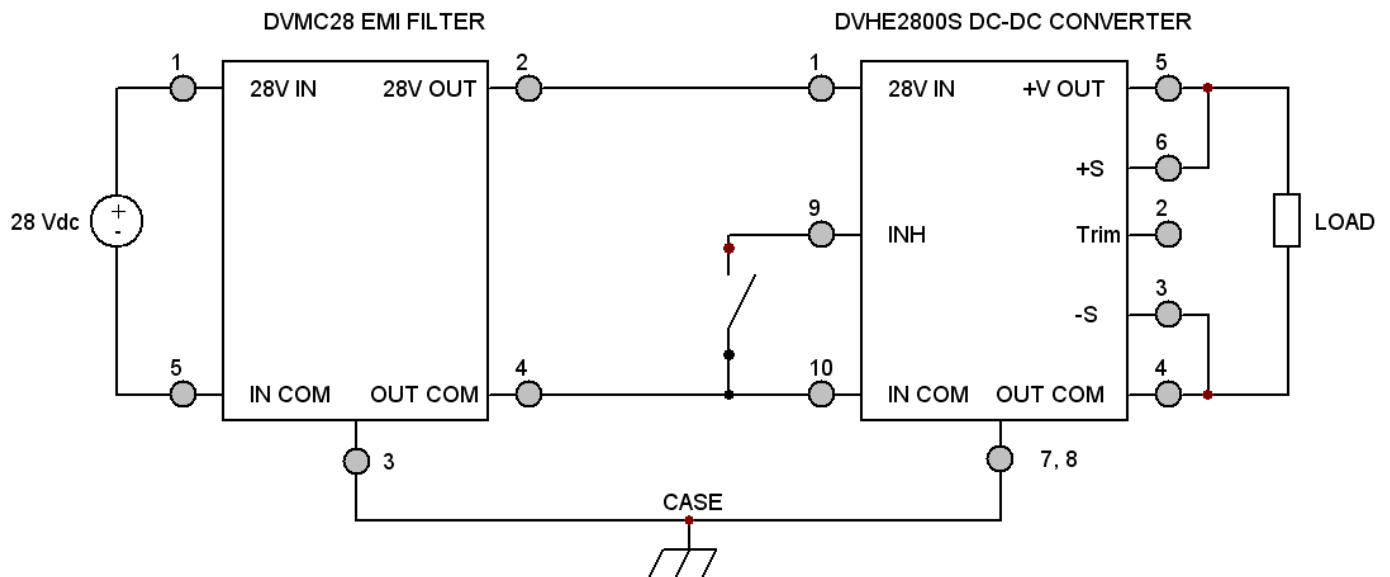 DVMC28 EMI FILTER
DVHE2800S DC-DC CONVERTER
1
2
1
5
28V IN
28V OUT
28V IN
+V OUT
6
+S
28 Vdc
+
-
9
INH
2
Trim
LOAD
3
-S
5
4
10
4
IN COM
OUT COM
IN COM
OUT COM
3
7, 8
CASE